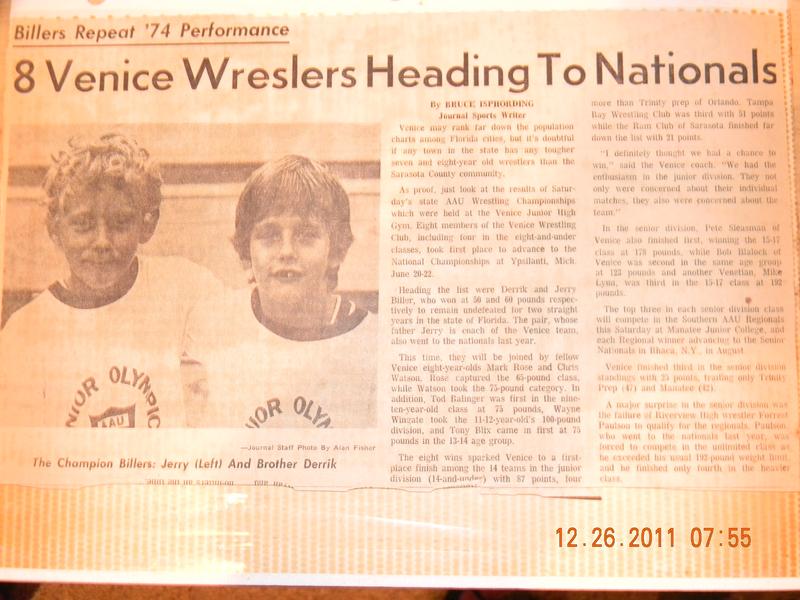 Billers Repeat '74 Performance
8 Venice Wreslers Heading To Nationals
NIOR OLYMPIC
AAU
NIOR OLYM
—Journal Staff Photo By Alan Fisher
The Champion Billers: Jerry (Left) And Brother Derrik
By BRUCE ISPHORDING
Journal Sports Writer
Venice may rank far down the population
charts among Florida cities, but it's doubtful
if any town in the state has any tougher
seven and eight-year old wrestlers than the
Sarasota County community.
As proof, just look at the results of Satur-
day's state AAU Wrestling Championships
which were held at the Venice Junior High
Gym. Eight members of the Venice Wrestling
Club, including four in the eight-and-under
classes, took first place to advance to the
National Championships at Ypsilanti, Mich.
June 20-22.
Heading the list were Derrik and Jerry
Biller, who won at 50 and 60 pounds respec-
tively to remain undefeated for two straight
years in the state of Florida. The pair, whose
father Jerry is coach of the Venice team,
also went to the nationals last year.
This time, they will be joined by fellow
Venice eight-year-olds Mark Rose and Chris
Watson. Rose captured the 65-pound class,
while Watson took the 75-pound category. In
addition, Tod Balinger was first in the nine-
ten-year-old class at 75 pounds, Wayne
Wingate took the 11-12-year-old's 100-pound
division, and Tony Blix came in first at 75
pounds in the 13-14 age group.
The eight wins sparked Venice to a first-
place finish among the 14 teams in the junior
division (14-and-under) with 87 points, four
more than Trinity prep of Orlando. Tampa
Bay Wrestling Club was third with 51 points
while the Ram Club of Sarasota finished far
down the list with 21 points.
"I definitely thought we had a chance to
win," said the Venice coach. "We had the
enthusiasm in the junior division. They not
only were concerned about their individual
matches, they also were concerned about the
team."
In the senior division, Pete Sleasman of
Venice also finished first, winning the 15-17
class at 178 pounds, while Bob Blaloch of
Venice was second in the same age group
at 123 pounds and another Venetian, Mike
Lynn, was third in the 15-17 class at 192
pounds.
The top three in each senior division class
will compete in the Southern AAU Regionals
this Saturday at Manatee Junior College, and
each Regional winner advancing to the Senior
Nationals in Ithaca, N.Y., in August.
Venice finished third in the senior division
standings with 25 points, trailing only Trinity
Prep (47) and Manatee (42).
A major surprise in the senior division was
the failure of Riverview High wrestler Forrest
Paulson to qualify for the regionals. Paulson,
who went to the nationals last year, was
forced to compete in the unlimited class as
he exceeded his usual 192-pound weight limit,
and he finished only fourth in the heavier
class.
12.26.2011 07:55